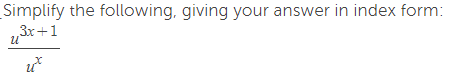 Simplify the following, giving your answer in index form:
u^{3x+1}
u^x